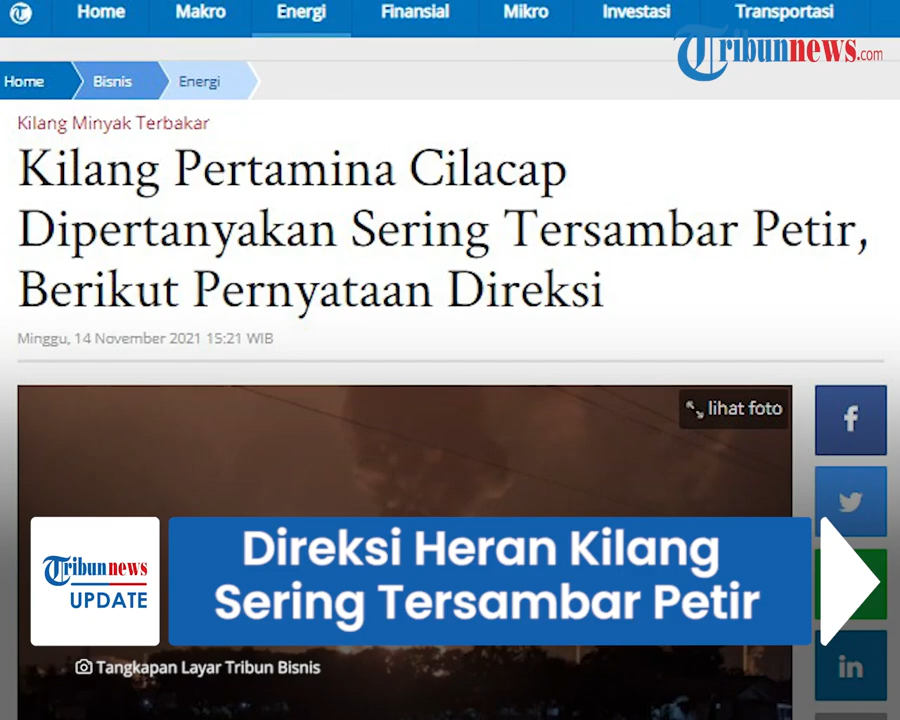 Home Makro Energi Finansial Mikro Investasi Transportasi
Tribunnews.com
Home Bisnis Energi
Kilang Minyak Terbakar
Kilang Pertamina Cilacap
Dipertanyakan Sering Tersambar Petir,
Berikut Pernyataan Direksi
Minggu, 14 November 2021 15:21 WIB
lihat foto
Tribunnews
UPDATE
Direksi Heran Kilang
Sering Tersambar Petir
Tangkapan Layar Tribun Bisnis